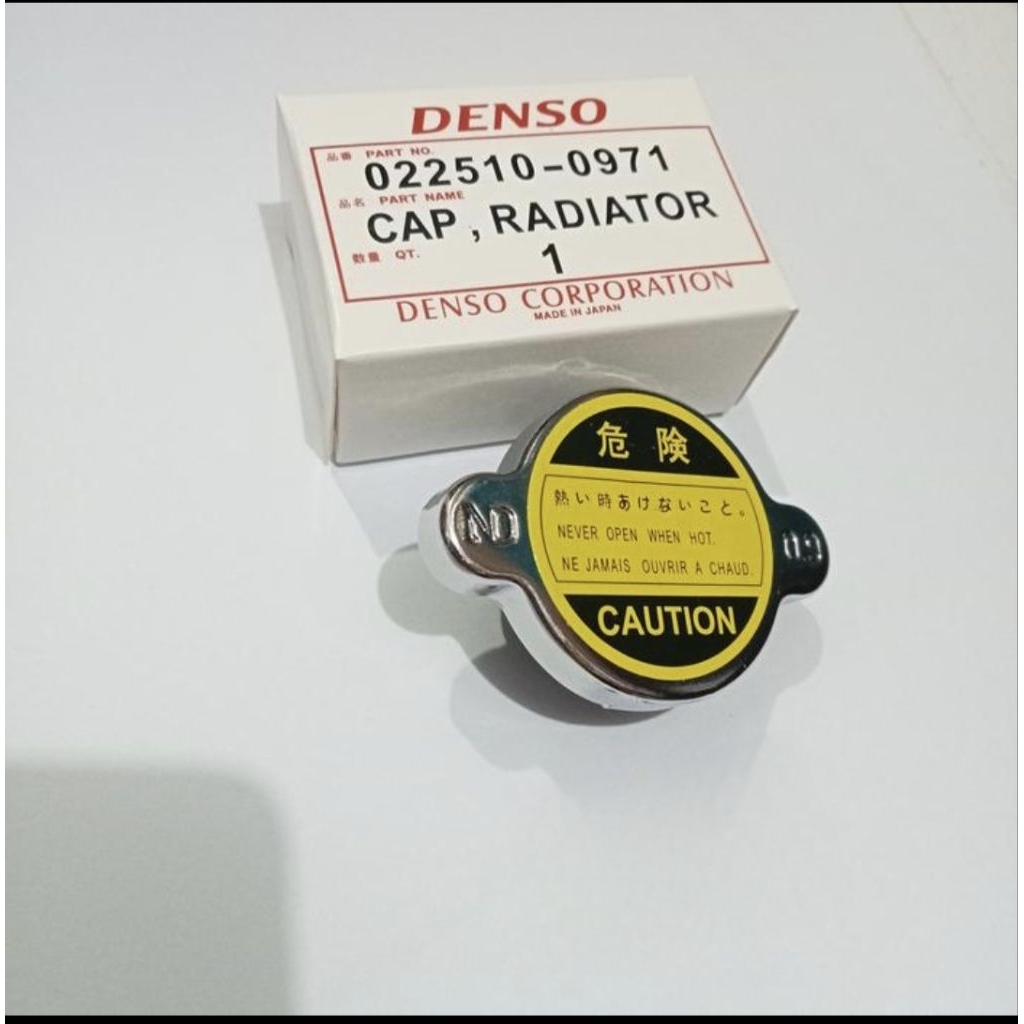 DENSO
品番 PART NO.
022510-0971
品名 PART NAME
CAP, RADIATOR
数量 QT.
1
DENSO CORPORATION
MADE IN JAPAN
危険
熱い時あけないこと。
NEVER OPEN WHEN HOT.
NE JAMAIS OUVRIR A CHAUD.
CAUTION
ND